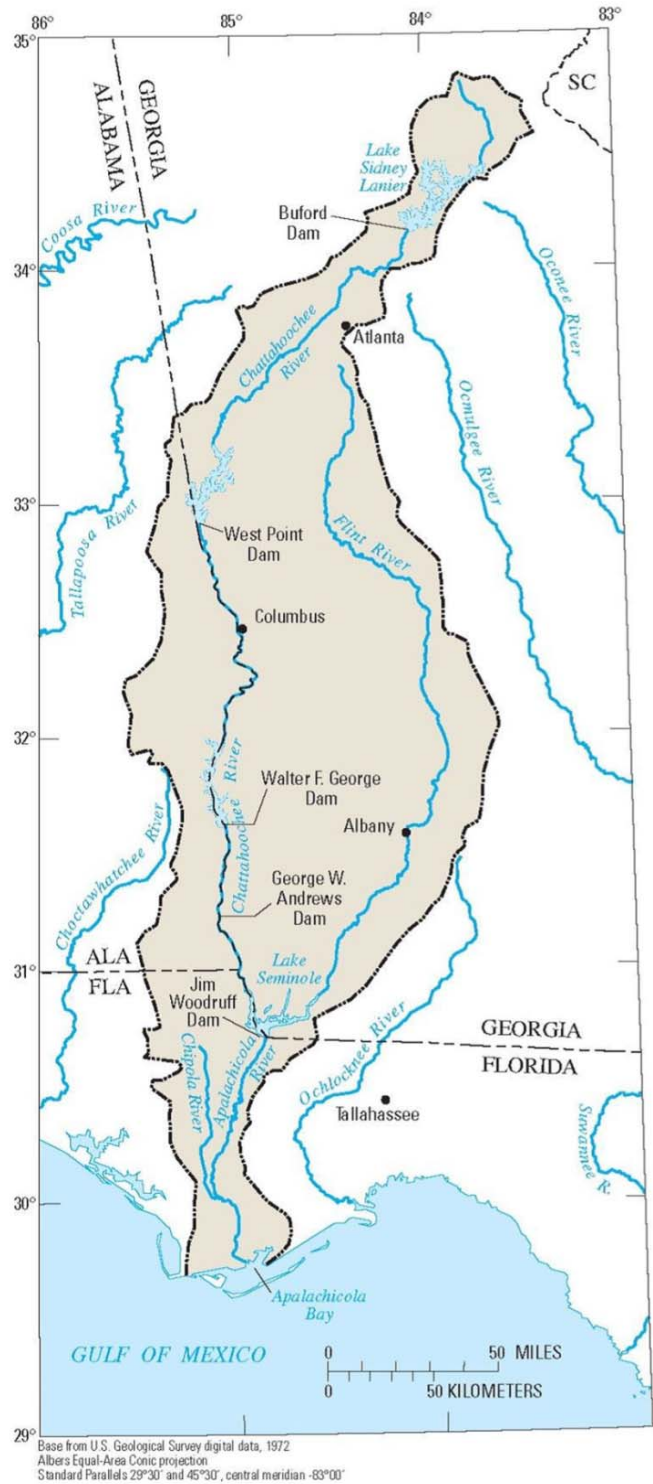 86°
85°
84°
83°
35°
SC
GEORGIA
ALABAMA
Lake
Sidney
Lanier
Buford
Dam
Coosa River
34°
Oconee River
Chattahoochee
River
Atlanta
Ocmulgee River
Tallapoosa River
33°
West Point
Dam
Flint River
Columbus
32°
Chattahoochee River
Walter F. George
Dam
Albany
Choctawhatchee River
George W.
Andrews
Dam
31°
ALA
FLA
Lake
Seminole
Jim
Woodruff
Dam
GEORGIA
FLORIDA
Chipola River
Apalachicola
River
Ochlocknee River
Tallahassee
Suwannee R.
30°
Apalachicola
Bay
GULF OF MEXICO
0 50 MILES
0 50 KILOMETERS
29°
85°
84°
Base from U.S. Geological Survey digital data, 1972
Albers Equal-Area Conic projection
Standard Parallels 29°30′ and 45°30′, central meridian -83°00′